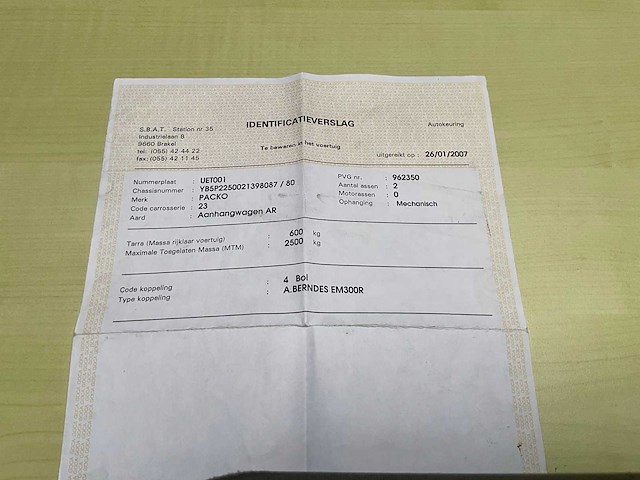 IDENTIFICATIEVERSLAG
Autokeuring
S.B.A.T. Station nr 35
Industrielaan 8
9660 Brakel
tel: (055) 42 44 22
fax: (055) 42 11 45
Te bewaren in het voertuig
uitgereikt op : 26/01/2007
Nummerplaat : UET001
Chassisnummer : YB5P2250021398087 / 80
Merk : PACKO
Code carrosserie : 23
Aard : Aanhangwagen AR
PVG nr. : 962350
Aantal assen : 2
Motorassen : 0
Ophanging : Mechanisch
Tarra (Massa rijklaar voertuig) : 600 kg
Maximale Toegelaten Massa (MTM) : 2500 kg
Code koppeling : 4 Bol
Type koppeling : A.BERNDES EM300R